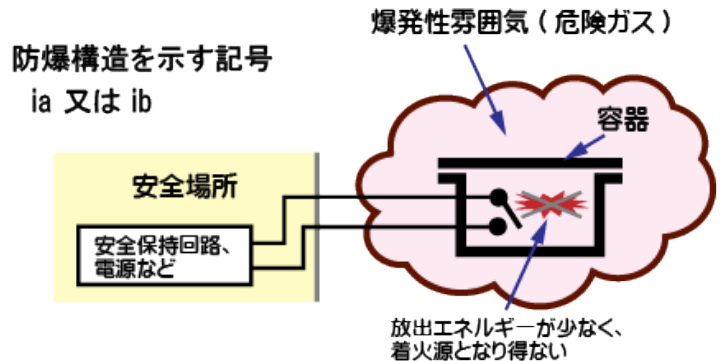 爆発性雰囲気(危険ガス)
防爆構造を示す記号
ia 又は ib
容器
安全場所
安全保持回路、
電源など
放出エネルギーが少なく、
着火源となり得ない